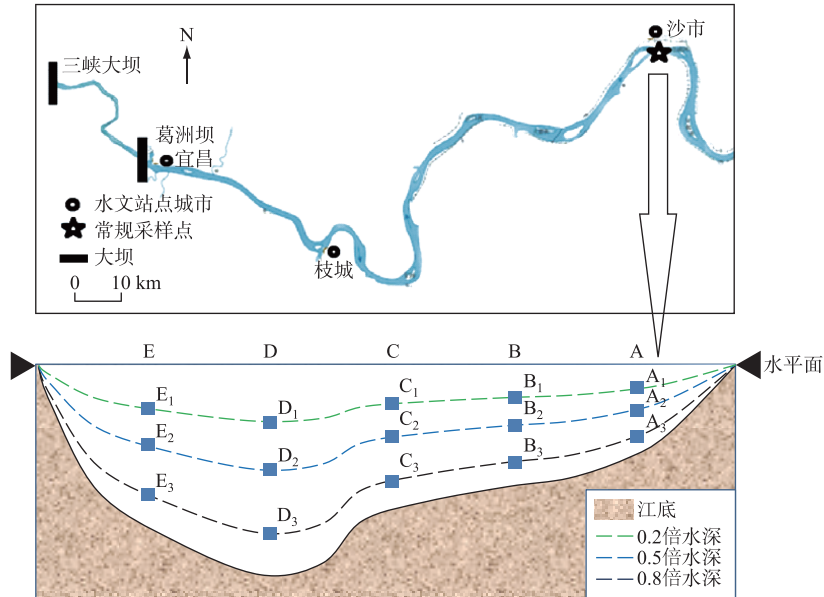 N
沙市
三峡大坝
葛洲坝
宜昌
水文站点城市
常规采样点
大坝
0 10 km
枝城
E D C B A
水平面
E1 D1 C1 B1 A1
E2 D2 C2 B2 A2
E3 D3 C3 B3 A3
江底
0.2倍水深
0.5倍水深
0.8倍水深